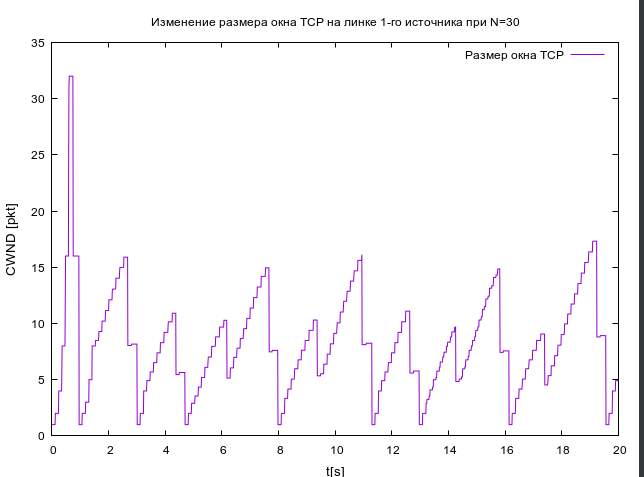 Изменение размера окна TCP на линке 1-го источника при N=30
Размер окна TCP
35
30
25
20
15
10
5
0
CWND [pkt]
0 2 4 6 8 10 12 14 16 18 20
t[s]